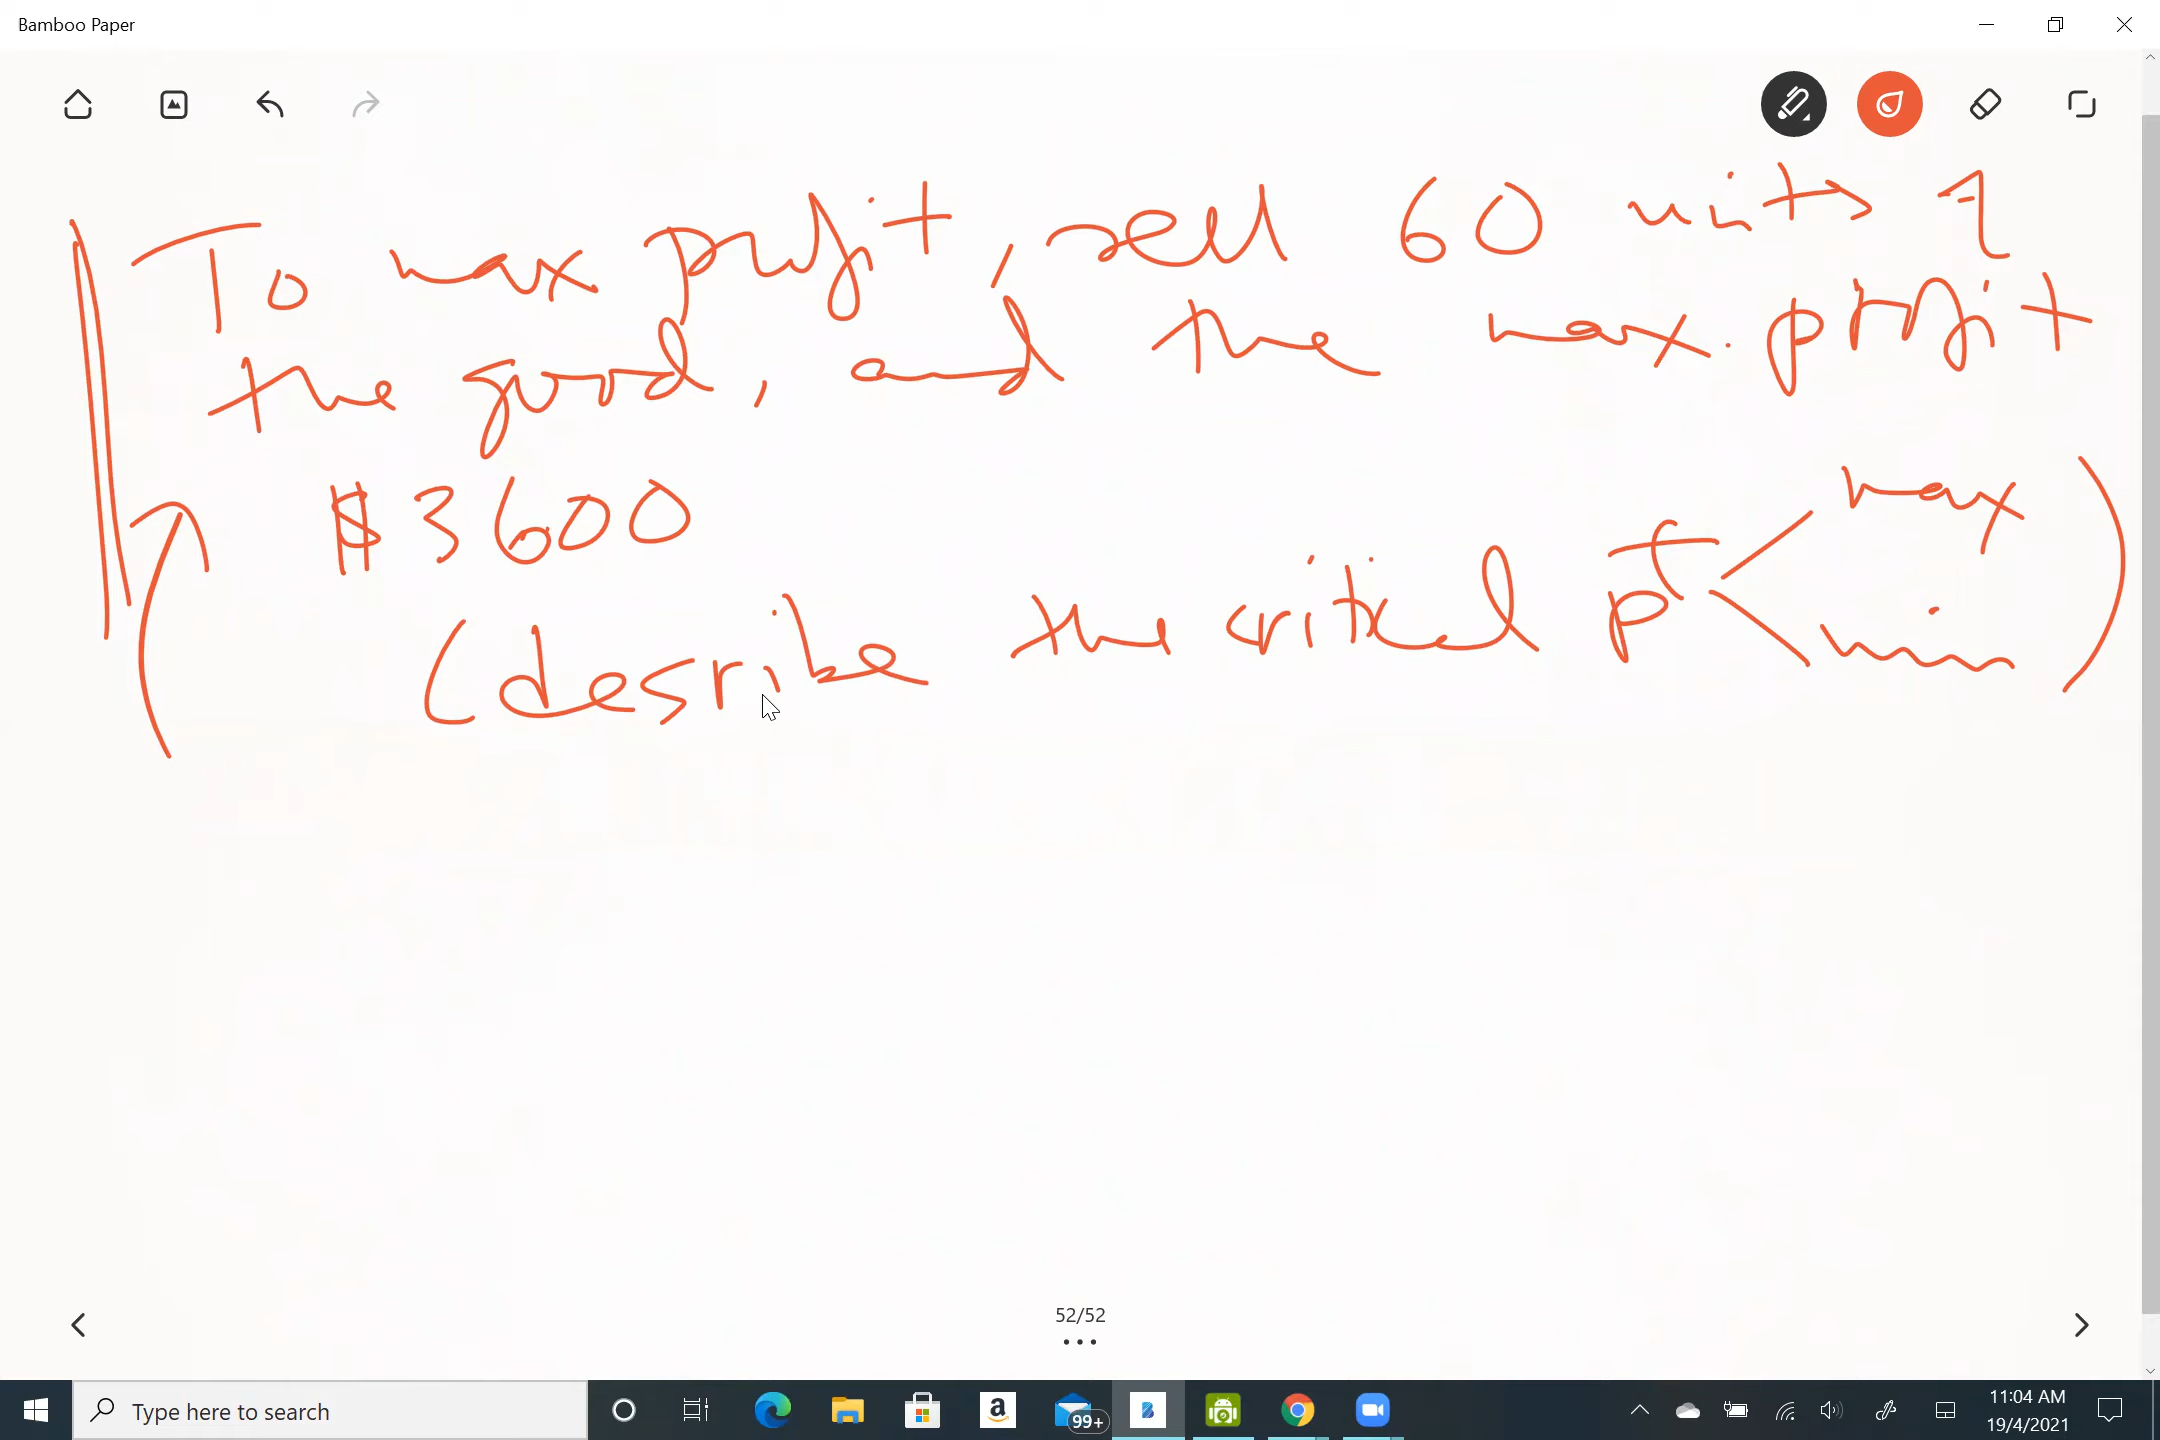 Bamboo Paper
To max profit, sell 60 units of
the good, and the max. profit
$3600
max
(desribe the critical pt
min)
52/52
Type here to search
99+
11:04 AM
19/4/2021